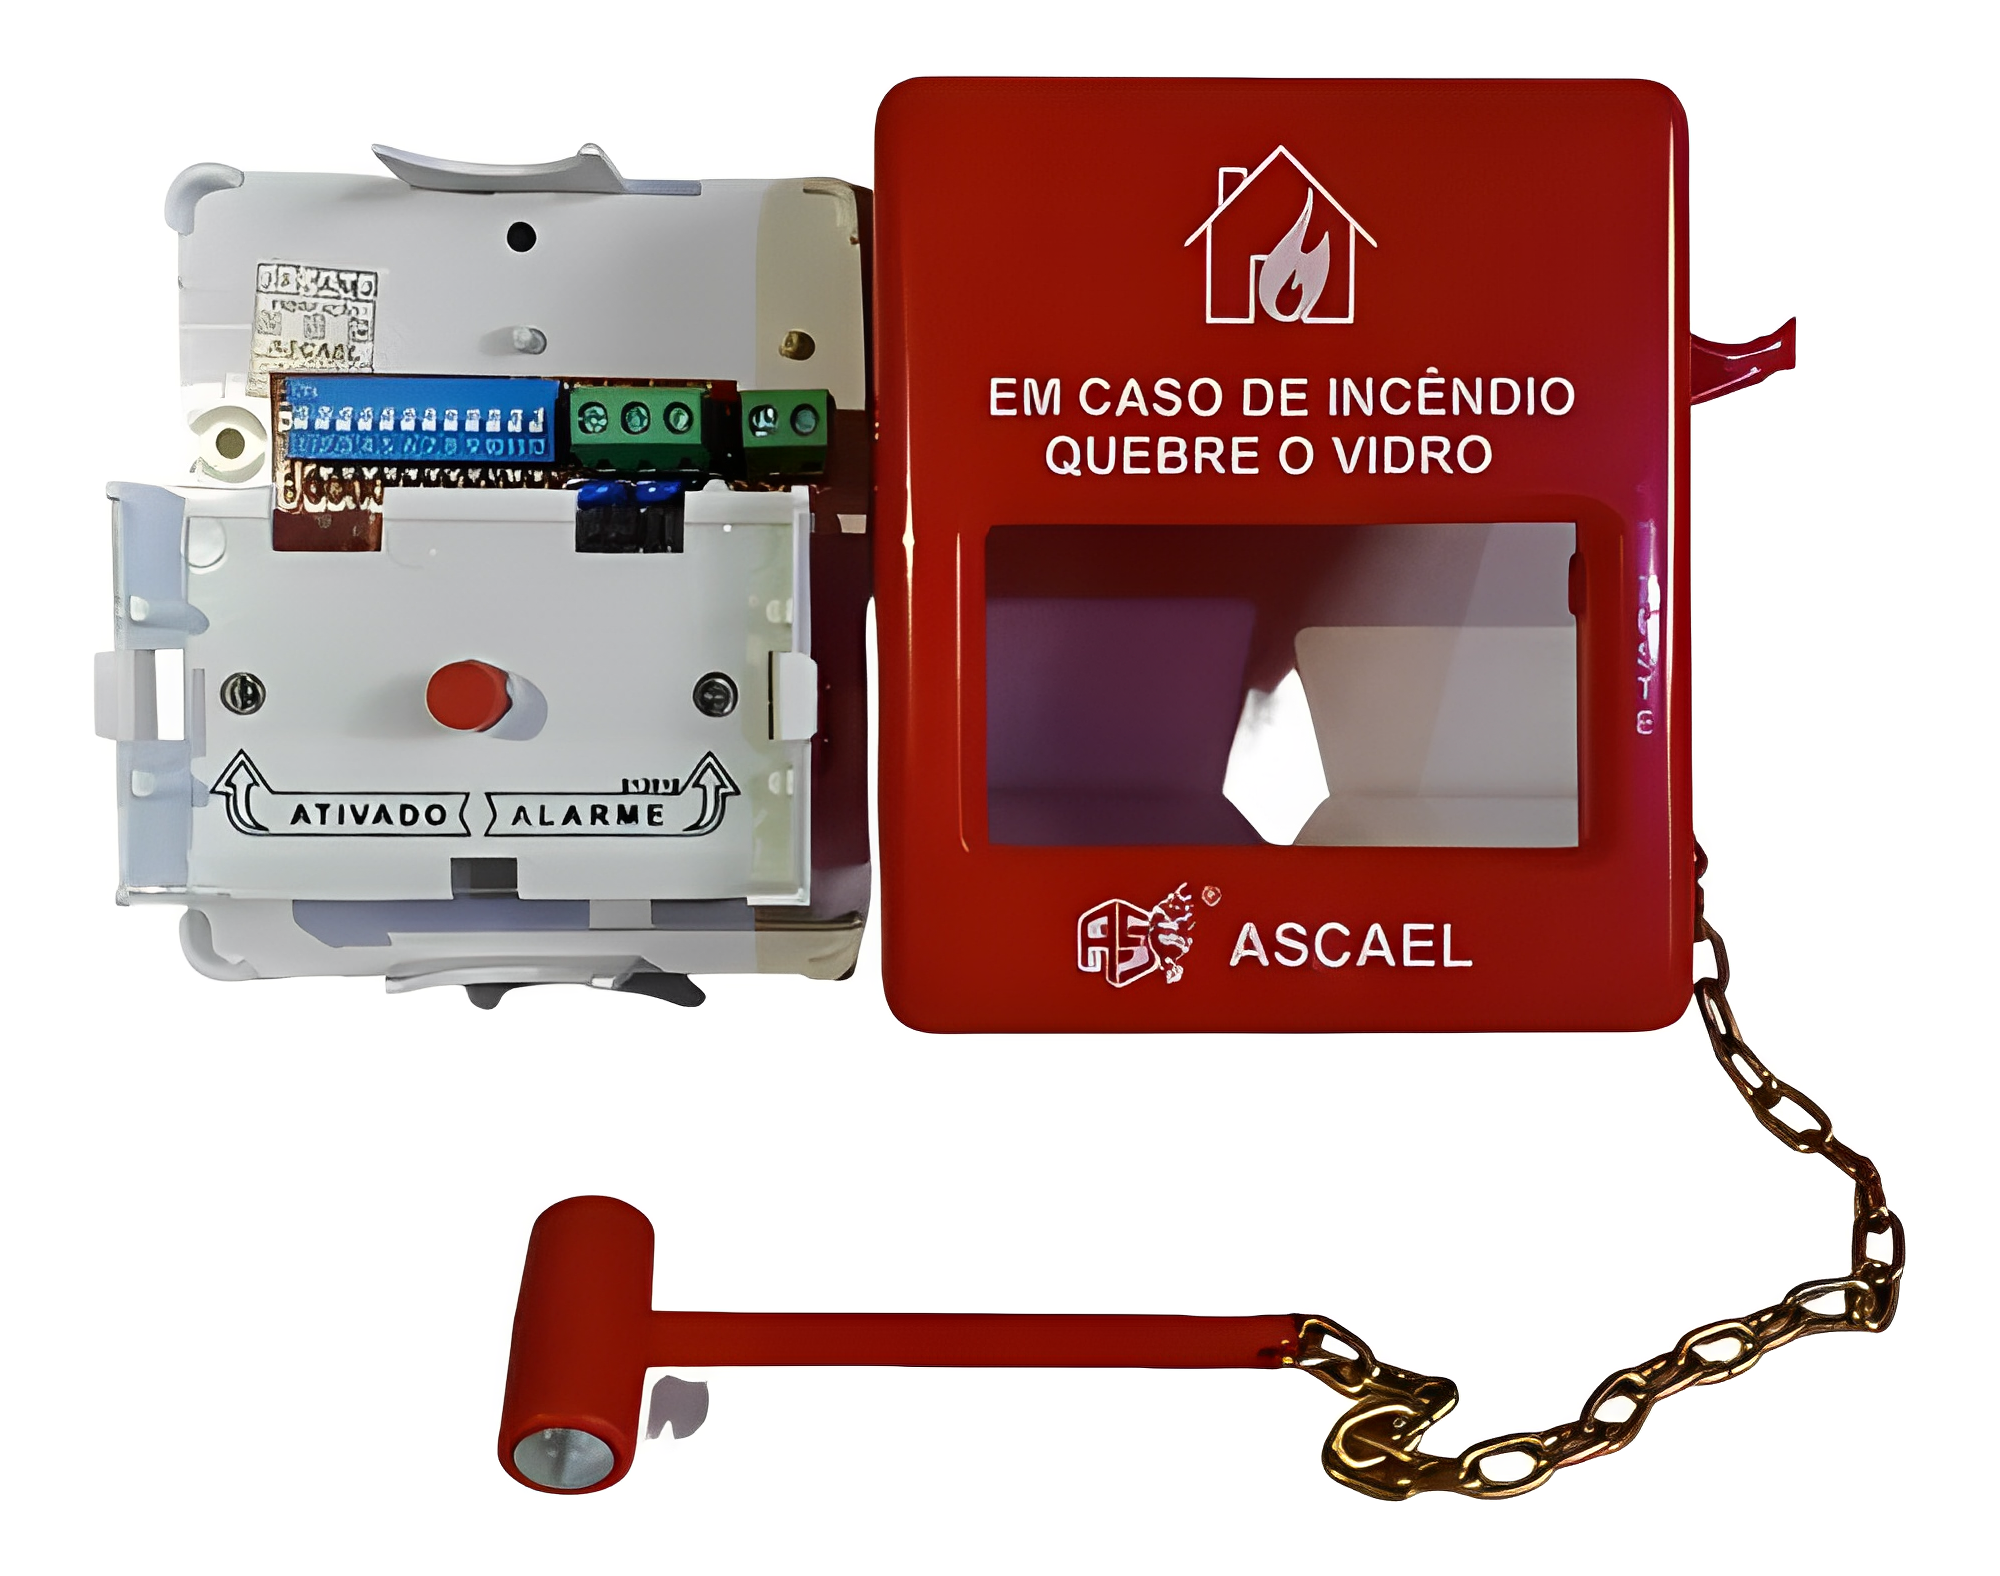 EM CASO DE INCÊNDIO
QUEBRE O VIDRO
ATIVADO ALARME
ASCAEL